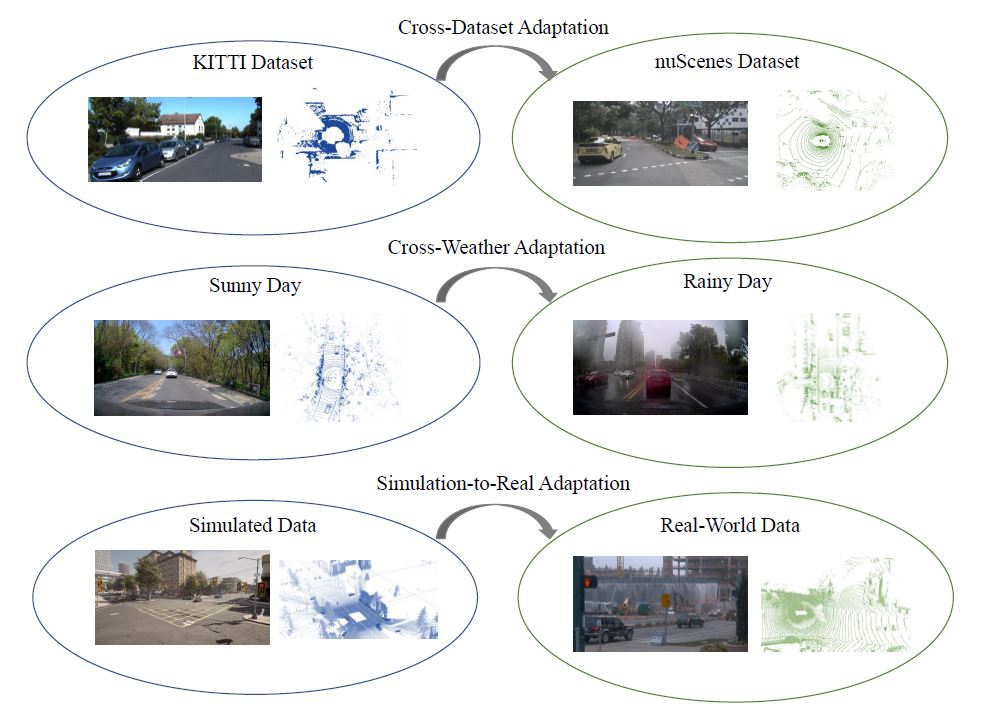 Cross-Dataset Adaptation
KITTI Dataset
nuScenes Dataset
Cross-Weather Adaptation
Sunny Day
Rainy Day
Simulation-to-Real Adaptation
Simulated Data
Real-World Data